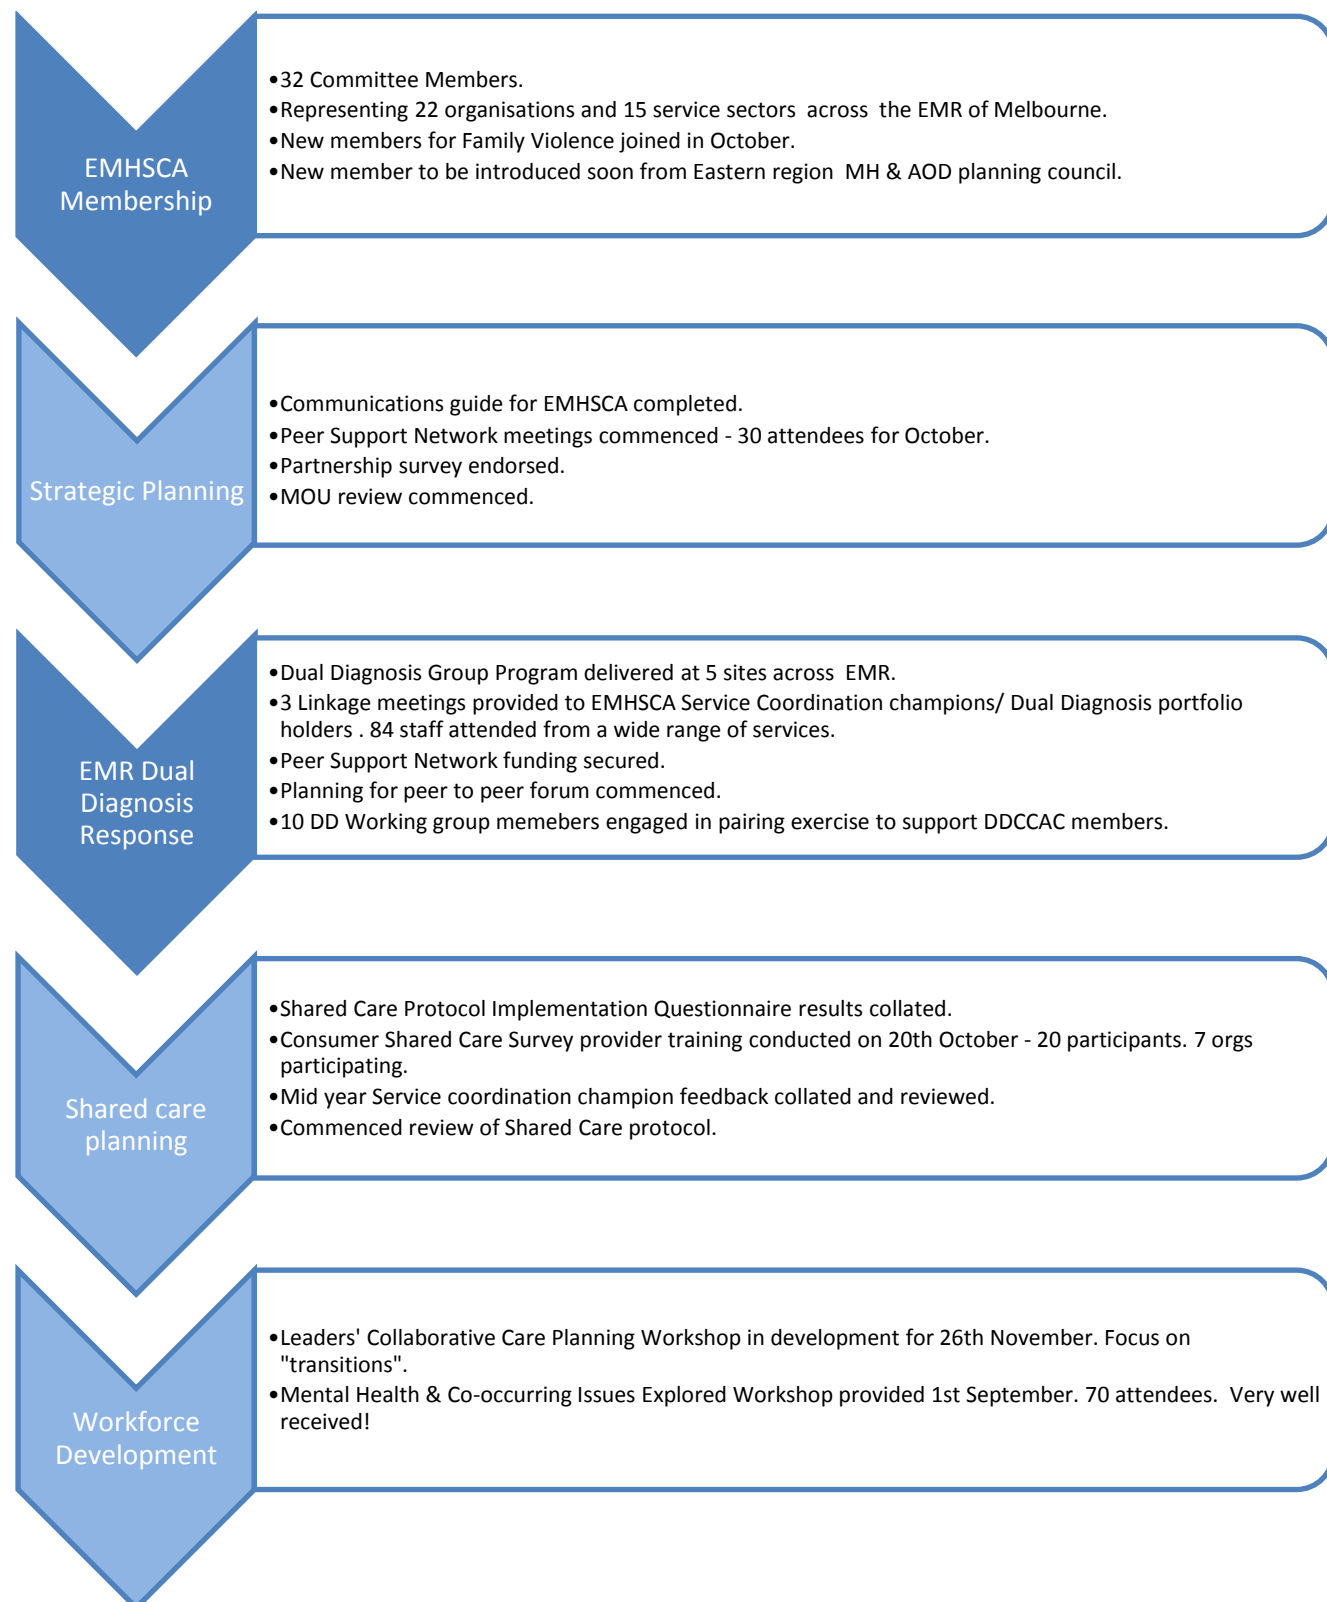 EMHSCA
Membership
•32 Committee Members.
•Representing 22 organisations and 15 service sectors across the EMR of Melbourne.
•New members for Family Violence joined in October.
•New member to be introduced soon from Eastern region MH & AOD planning council.
Strategic Planning
•Communications guide for EMHSCA completed.
•Peer Support Network meetings commenced - 30 attendees for October.
•Partnership survey endorsed.
•MOU review commenced.
EMR Dual
Diagnosis
Response
•Dual Diagnosis Group Program delivered at 5 sites across EMR.
•3 Linkage meetings provided to EMHSCA Service Coordination champions/ Dual Diagnosis portfolio
holders . 84 staff attended from a wide range of services.
•Peer Support Network funding secured.
•Planning for peer to peer forum commenced.
•10 DD Working group memebers engaged in pairing exercise to support DDCCAC members.
Shared care
planning
•Shared Care Protocol Implementation Questionnaire results collated.
•Consumer Shared Care Survey provider training conducted on 20th October - 20 participants. 7 orgs
participating.
•Mid year Service coordination champion feedback collated and reviewed.
•Commenced review of Shared Care protocol.
Workforce
Development
•Leaders' Collaborative Care Planning Workshop in development for 26th November. Focus on
"transitions".
•Mental Health & Co-occurring Issues Explored Workshop provided 1st September. 70 attendees. Very well
received!